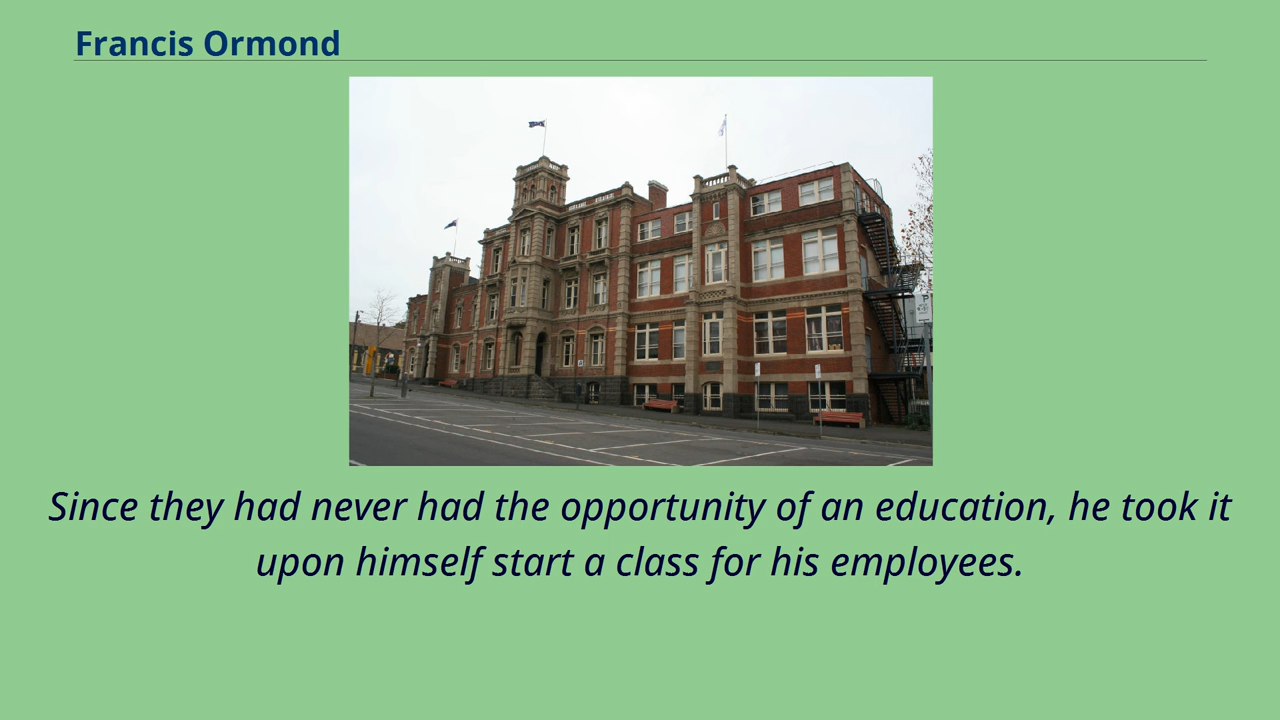 Francis Ormond
Since they had never had the opportunity of an education, he took it
upon himself start a class for his employees.